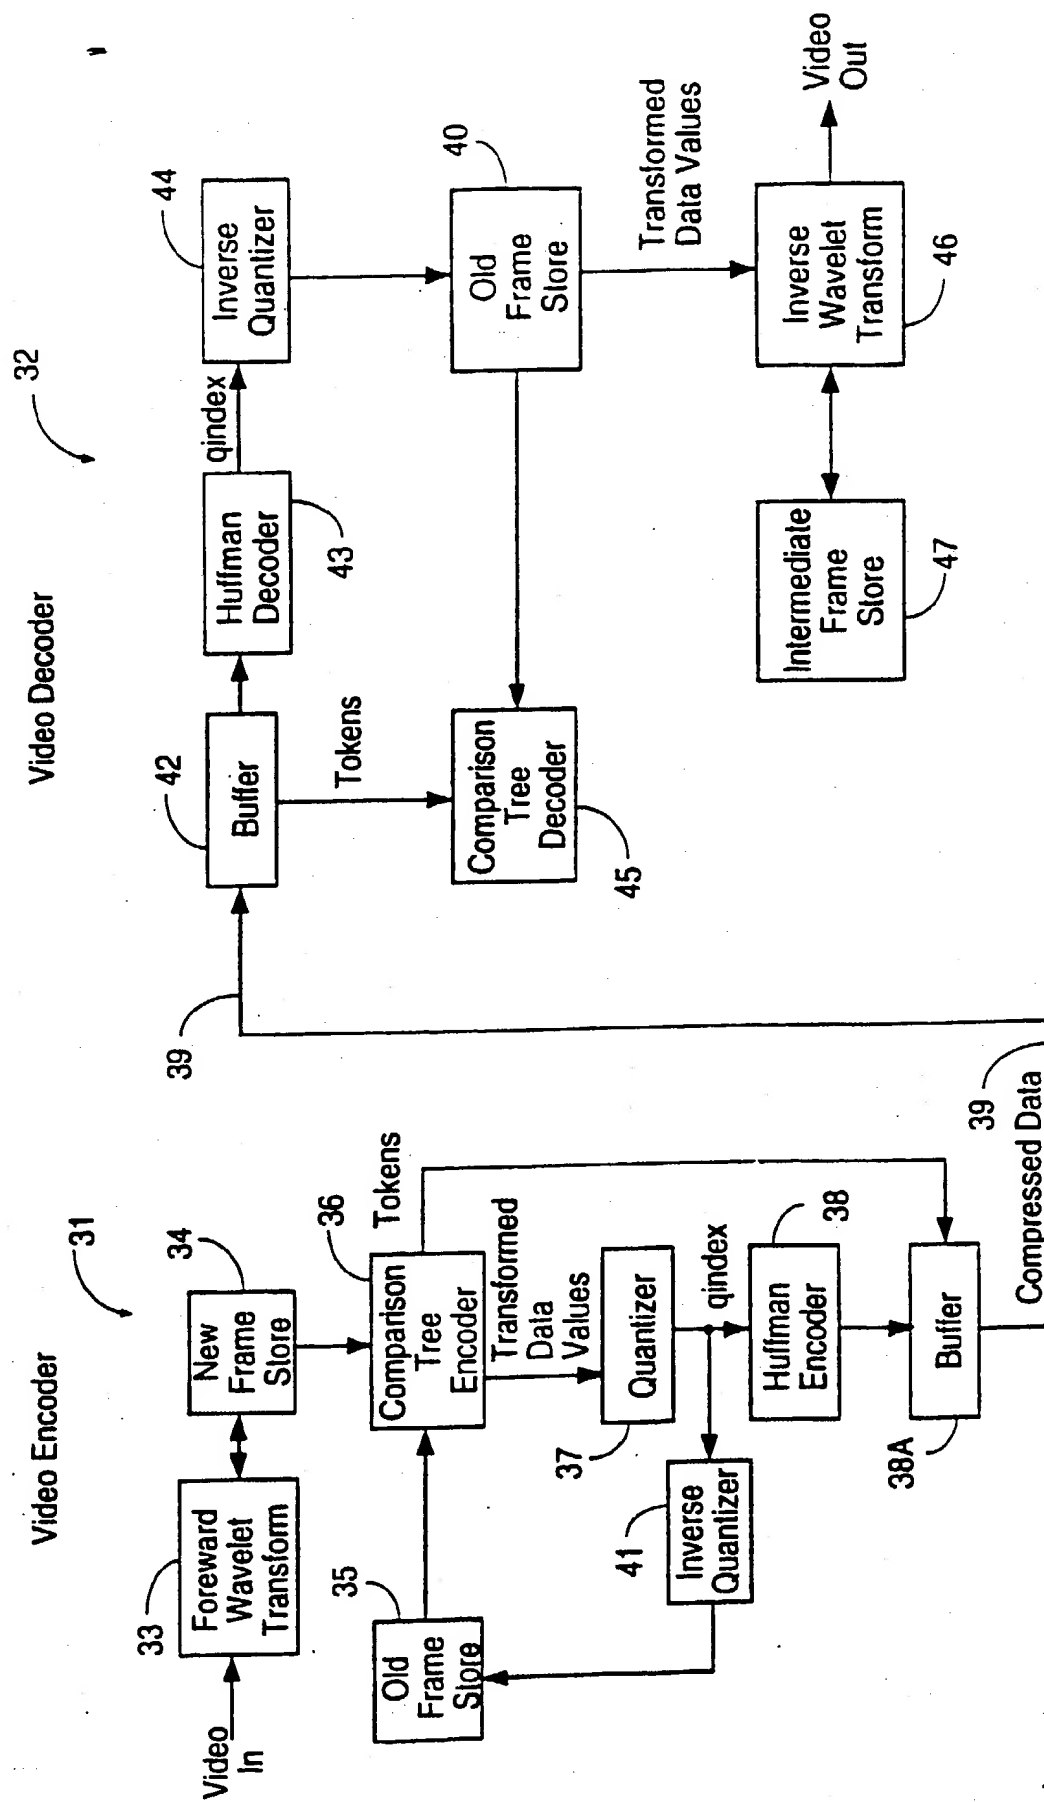 Video Encoder
31
Video
In
33
Foreward
Wavelet
Transform
34
New
Frame
Store
35
Old
Frame
Store
36
Comparison
Tree
Encoder
Tokens
Transformed
Data
Values
37
Quantizer
qindex
41
Inverse
Quantizer
38
Huffman
Encoder
38A
Buffer
39
Compressed Data
Video Decoder
32
39
42
Buffer
Tokens
Huffman
Decoder
43
qindex
44
Inverse
Quantizer
Comparison
Tree
Decoder
45
40
Old
Frame
Store
Transformed
Data Values
Intermediate
Frame
Store
47
Inverse
Wavelet
Transform
46
Video
Out